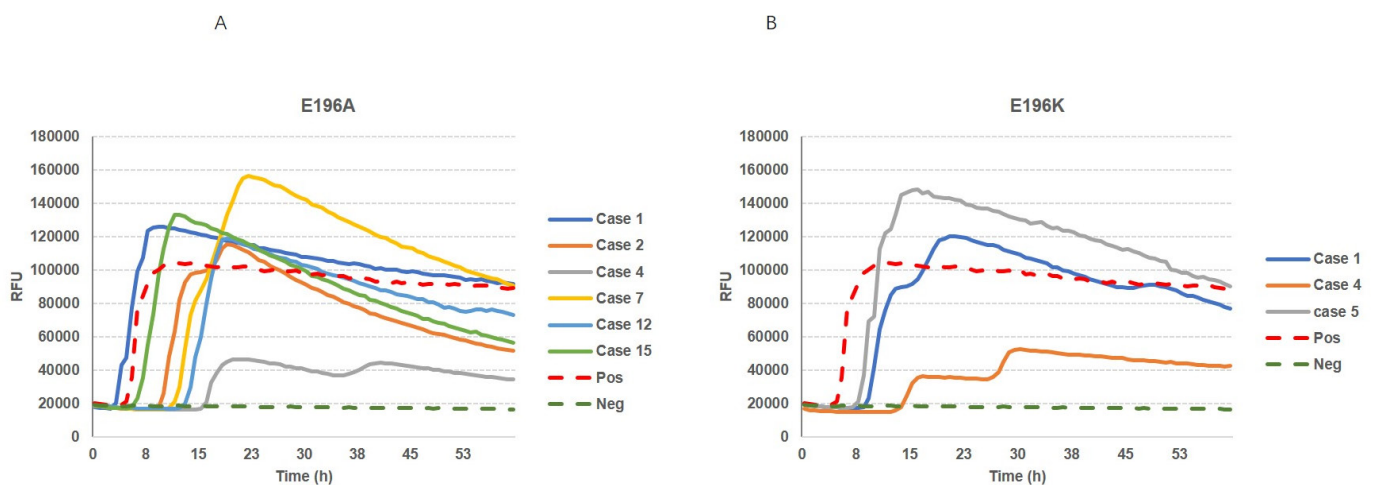 A
B
E196A
180000
160000
140000
120000
100000
80000
60000
40000
20000
0
RFU
0 8 15 23 30 38 45 53
Time (h)
Case 1
Case 2
Case 4
Case 7
Case 12
Case 15
Pos
Neg
E196K
180000
160000
140000
120000
100000
80000
60000
40000
20000
0
RFU
0 8 15 23 30 38 45 53
Time (h)
Case 1
Case 4
case 5
Pos
Neg